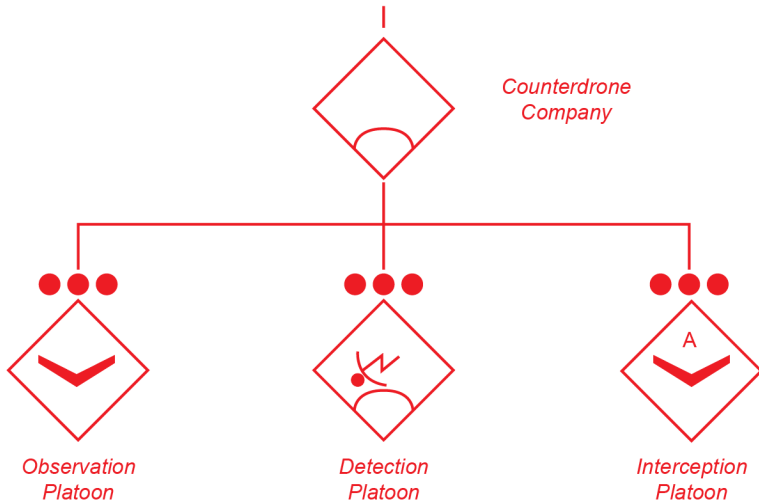 Counterdrone
Company
A
Observation
Platoon
Detection
Platoon
Interception
Platoon